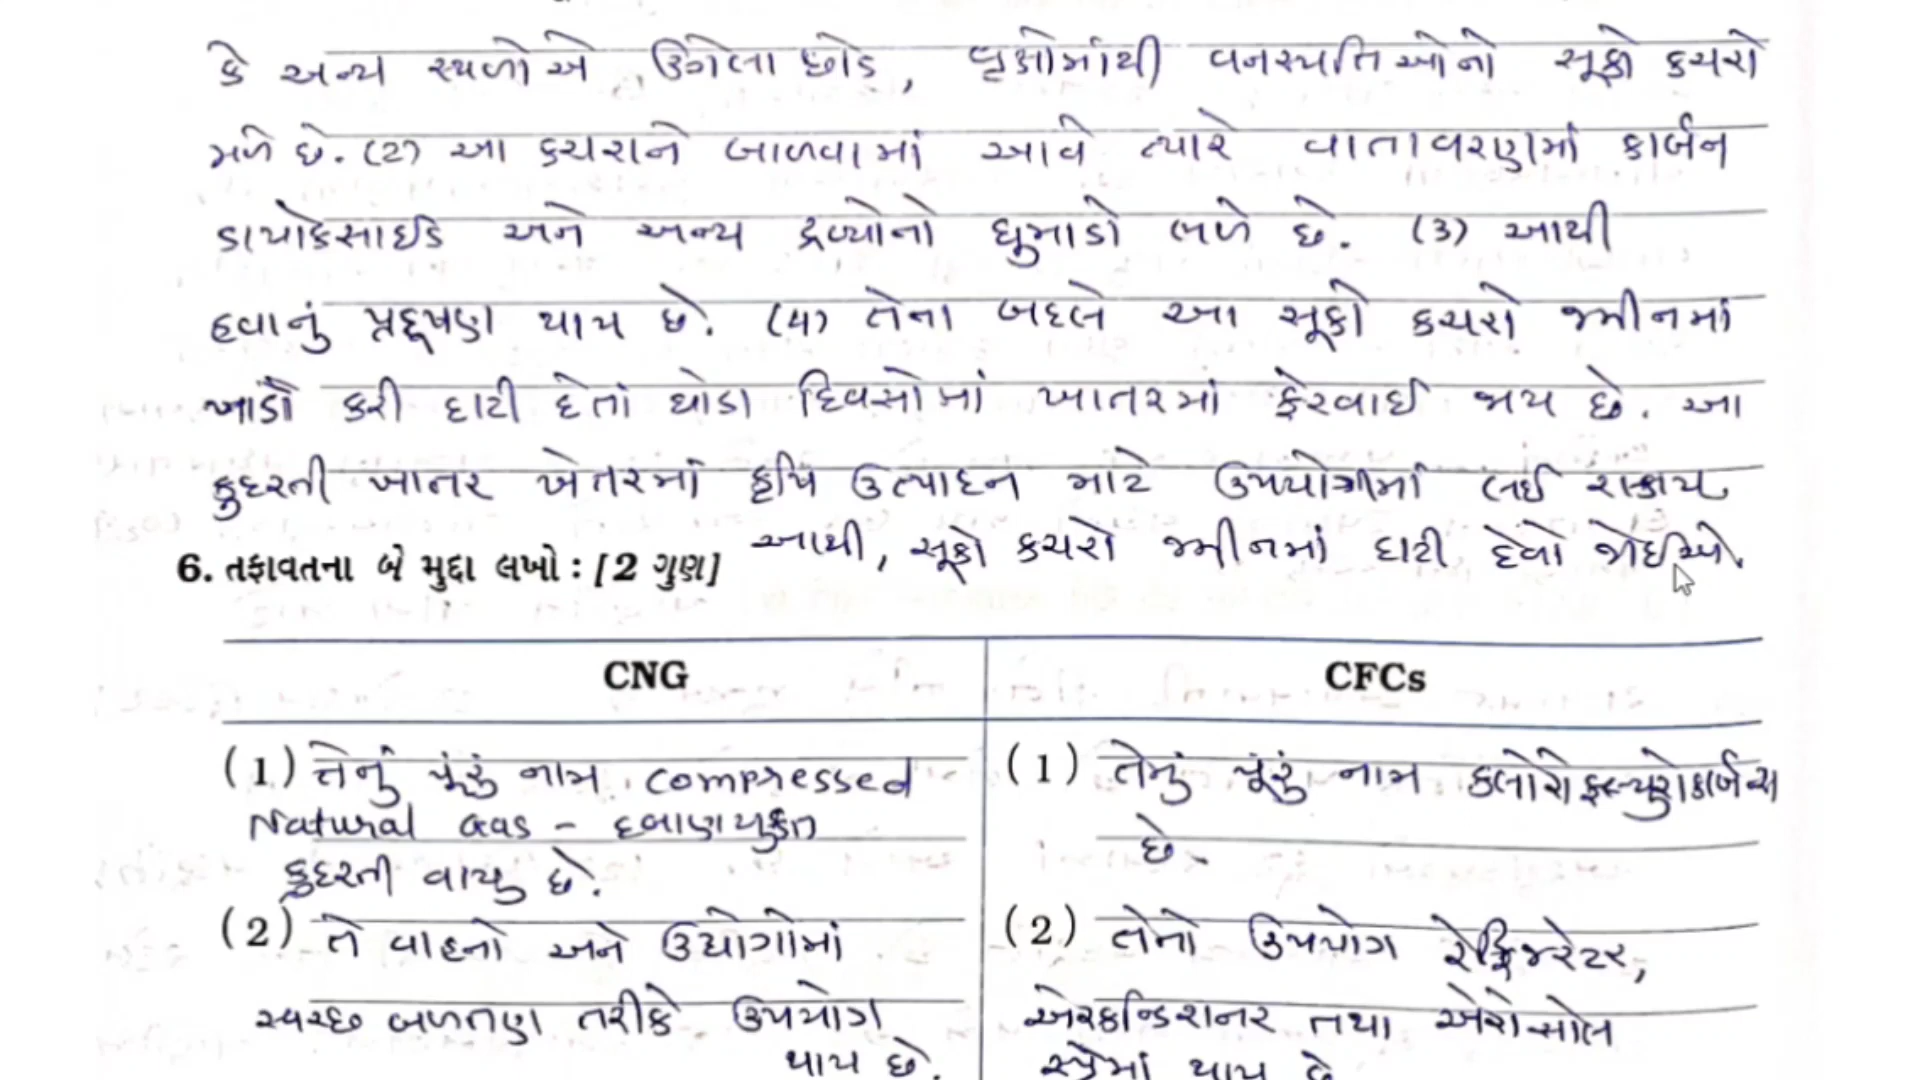 કે અન્ય સ્થળોએ ઉગેલા છોડ, વૃક્ષોમાંથી વનસ્પતિઓનો સૂકો કચરો
મળે છે. (2) આ કચરાને બાળવામાં આવે ત્યારે વાતાવરણમાં કાર્બન
ડાયોક્સાઈડ અને અન્ય દ્રવ્યોનો ધુમાડો ભળે છે. (3) આથી
હવાનું પ્રદૂષણ થાય છે. (4) તેના બદલે આ સૂકો કચરો જમીનમાં
ખાડો કરી દાટી દેતાં થોડા દિવસોમાં ખાતરમાં ફેરવાઈ જાય છે. આ
કુદરતી ખાતર ખેતરમાં કૃષિ ઉત્પાદન માટે ઉપયોગમાં લઈ શકાય
આથી, સૂકો કચરો જમીનમાં દાટી દેવો જોઈએ.
6. તફાવતના બે મુદ્દા લખો : [2 ગુણ]
CNG CFCs
(1) તેનું પૂરું નામ compressed
Natural Gas - દબાણયુક્ત
કુદરતી વાયુ છે.
(1) તેનું પૂરું નામ ક્લોરોફ્લ્યુરોકાર્બન્સ
છે.
(2) તે વાહનો અને ઉદ્યોગોમાં
સ્વચ્છ બળતણ તરીકે ઉપયોગ
થાય છે.
(2) તેનો ઉપયોગ રેફ્રિજરેટર,
એરકન્ડિશનર તથા એરોસોલ
સ્પ્રેમાં થાય છે